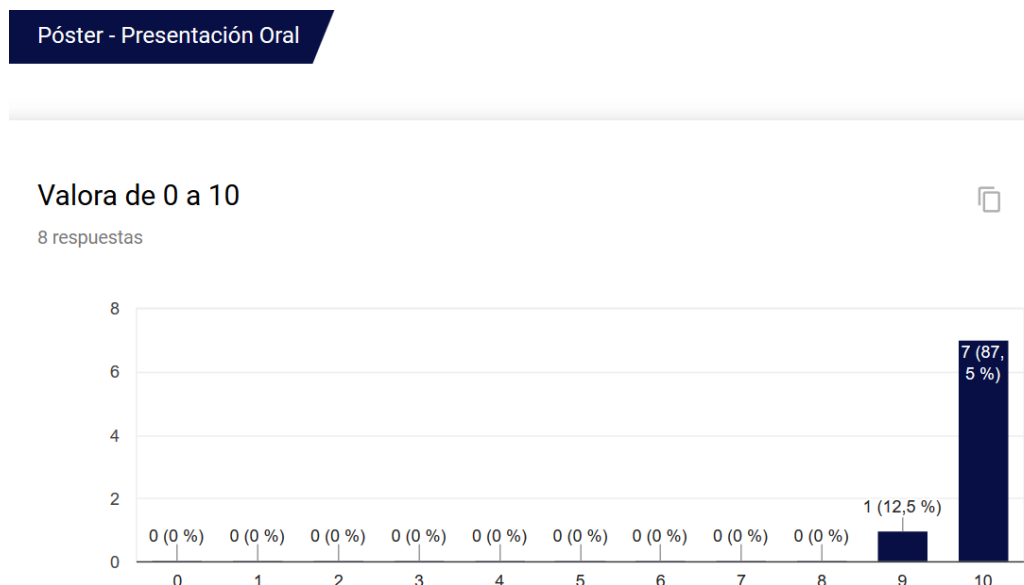 Póster - Presentación Oral
Valora de 0 a 10
8 respuestas
8
6
4
2
0
0 (0 %) 0 (0 %) 0 (0 %) 0 (0 %) 0 (0 %) 0 (0 %) 0 (0 %) 0 (0 %) 0 (0 %) 1 (12,5 %)
7 (87,
5 %)
0 1 2 3 4 5 6 7 8 9 10